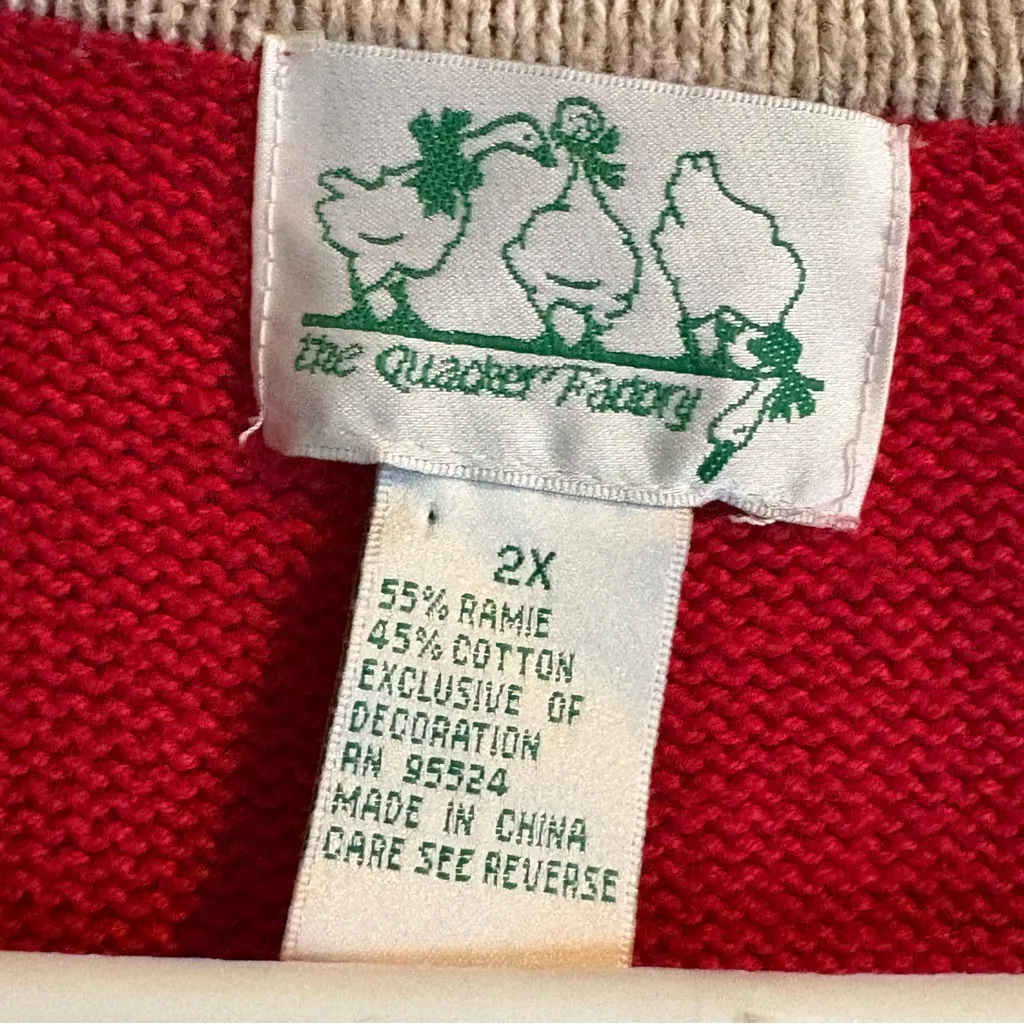 the Quacker Factory
2X
55% RAMIE
45% COTTON
EXCLUSIVE OF
DECORATION
RN 95524
MADE IN CHINA
CARE SEE REVERSE